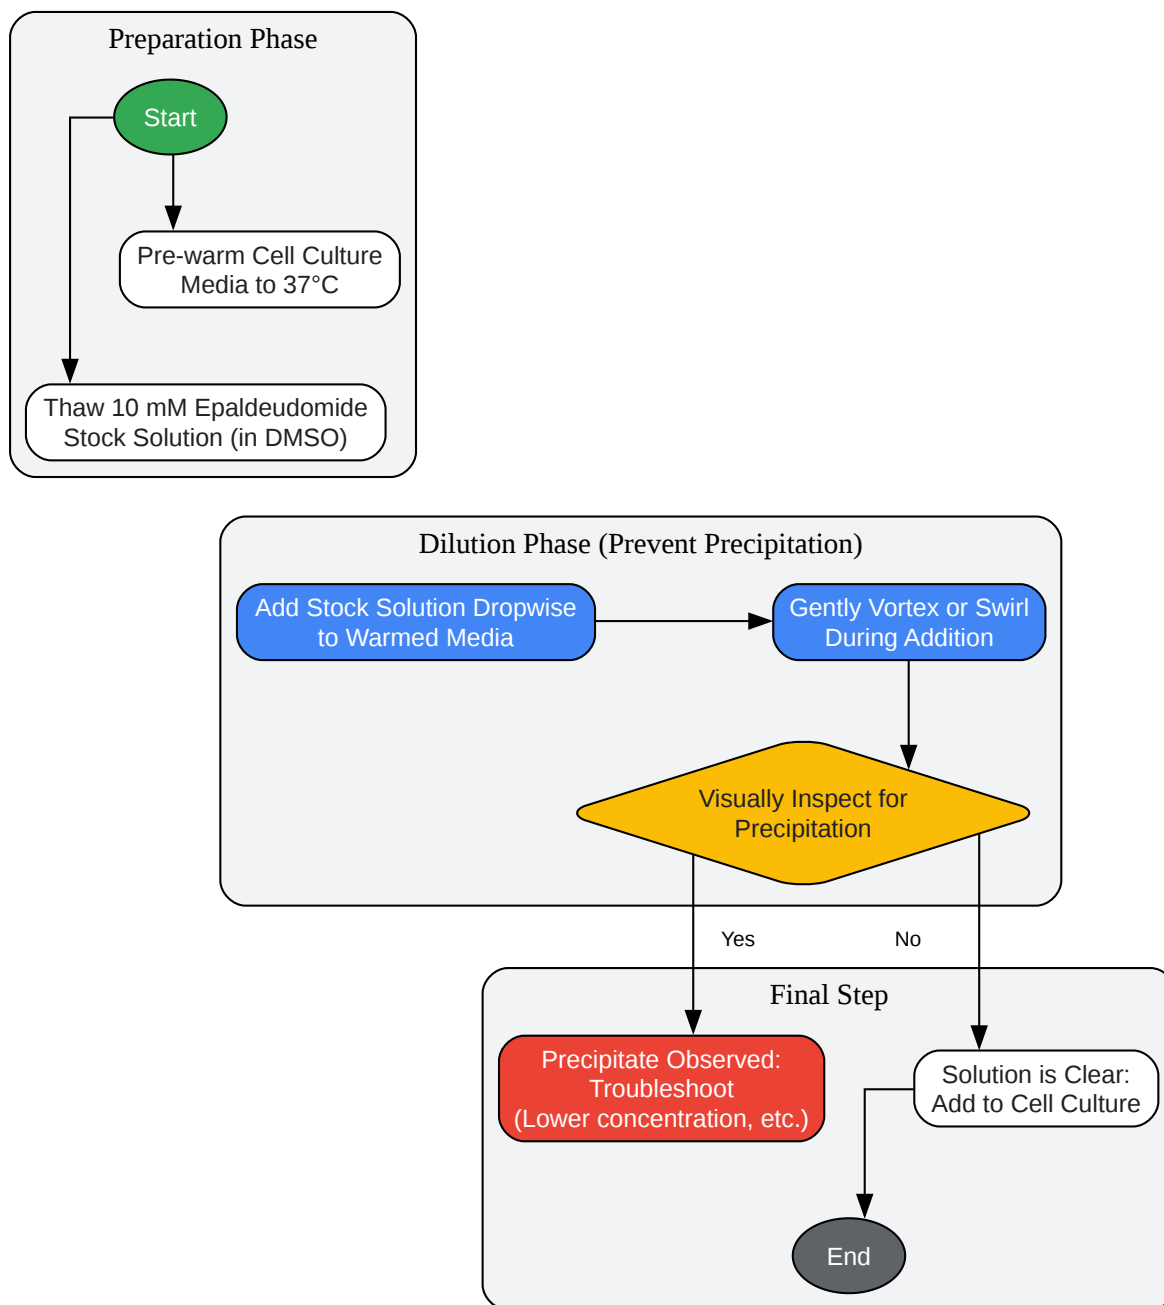 Preparation Phase
Start
Pre-warm Cell Culture
Media to 37°C
Thaw 10 mM Epaldeudomide
Stock Solution (in DMSO)
Dilution Phase (Prevent Precipitation)
Add Stock Solution Dropwise
to Warmed Media
Gently Vortex or Swirl
During Addition
Visually Inspect for
Precipitation
Yes
No
Final Step
Precipitate Observed:
Troubleshoot
(Lower concentration, etc.)
Solution is Clear:
Add to Cell Culture
End